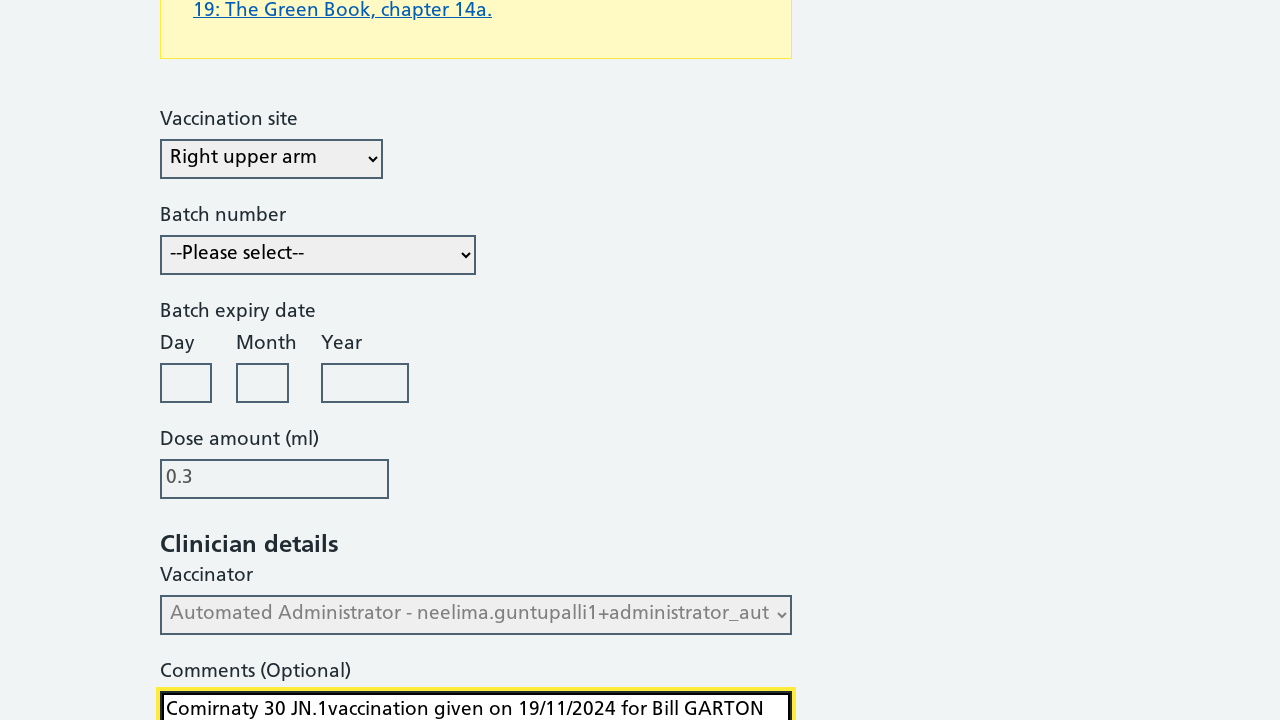 19: The Green Book, chapter 14a.
Vaccination site
Right upper arm
Batch number
--Please select--
Batch expiry date
Day Month Year
Dose amount (ml)
0.3
Clinician details
Vaccinator
Automated Administrator - neelima.guntupalli1+administrator_aut
Comments (Optional)
Comirnaty 30 JN.1vaccination given on 19/11/2024 for Bill GARTON